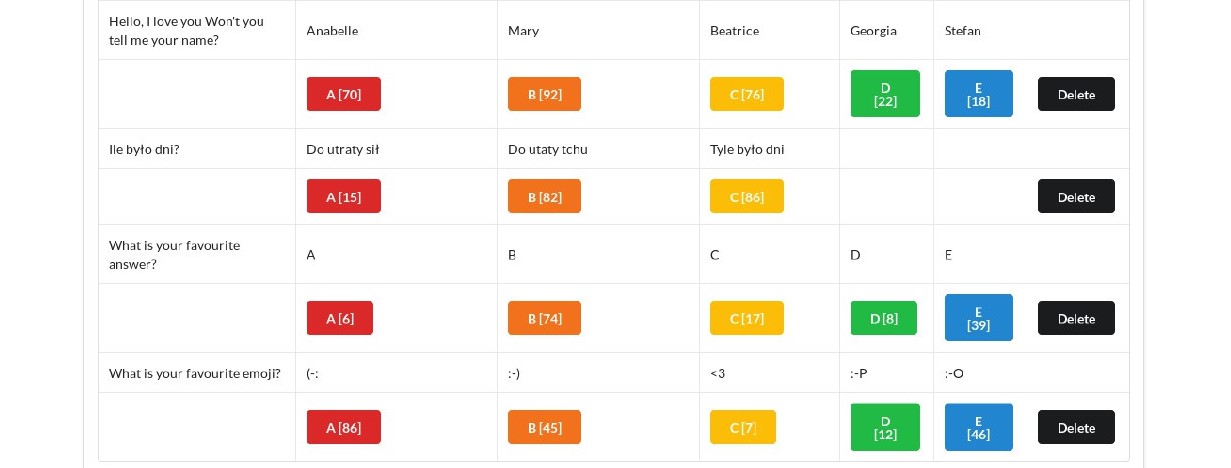 Hello, I love you Won't you
tell me your name?
Anabelle
Mary
Beatrice
Georgia
Stefan
A [70]
B [92]
C [76]
D
[22]
E
[18]
Delete
Ile było dni?
Do utraty sił
Do utaty tchu
Tyle było dni
A [15]
B [82]
C [86]
Delete
What is your favourite
answer?
A
B
C
D
E
A [6]
B [74]
C [17]
D [8]
E
[39]
Delete
What is your favourite emoji?
(-:
:-)
<3
:-P
:-O
A [86]
B [45]
C [7]
D
[12]
E
[46]
Delete